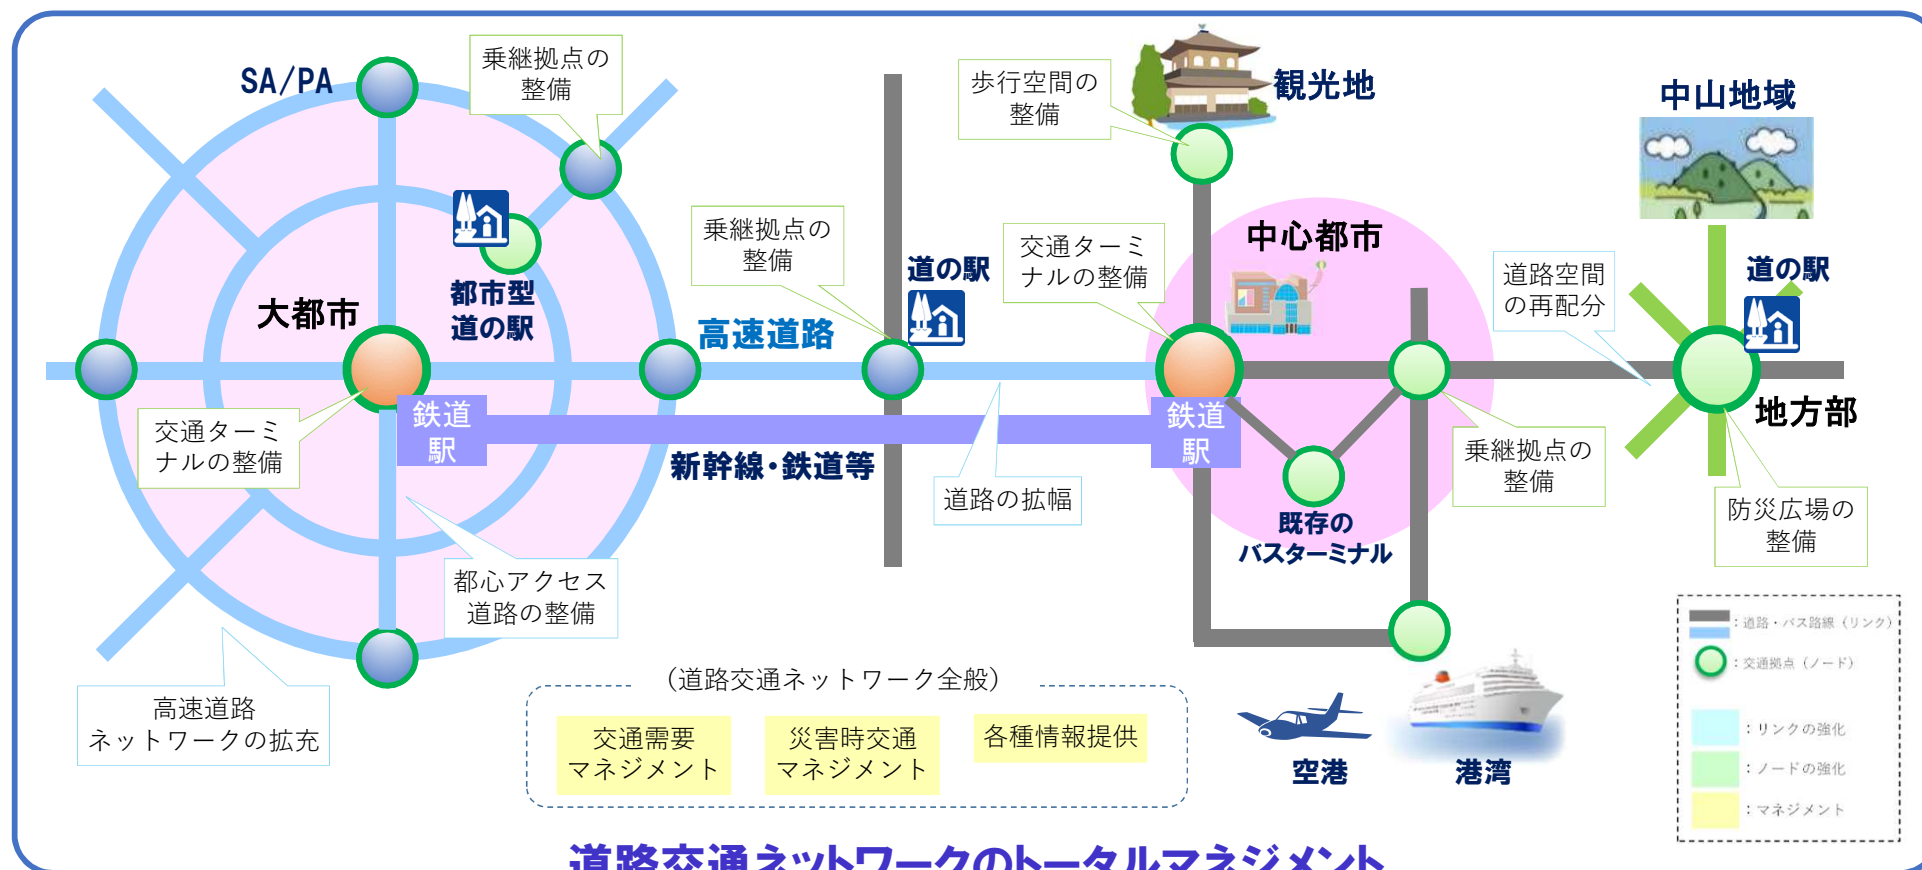 SA/PA
乗継拠点の
整備
歩行空間の
整備
観光地
中山地域
大都市
都市型
道の駅
乗継拠点の
整備
道の駅
高速道路
交通ターミ
ナルの整備
中心都市
道路空間
の再配分
道の駅
地方部
交通ターミ
ナルの整備
鉄道
駅
新幹線・鉄道等
鉄道
駅
道路の拡幅
既存の
バスターミナル
乗継拠点の
整備
防災広場の
整備
都心アクセス
道路の整備
高速道路
ネットワークの拡充
(道路交通ネットワーク全般)
交通需要
マネジメント
災害時交通
マネジメント
各種情報提供
空港
港湾
：道路・バス路線（リンク）
：交通拠点（ノード）
：リンクの強化
：ノードの強化
：マネジメント
道路交通ネットワークのトータルマネジメント